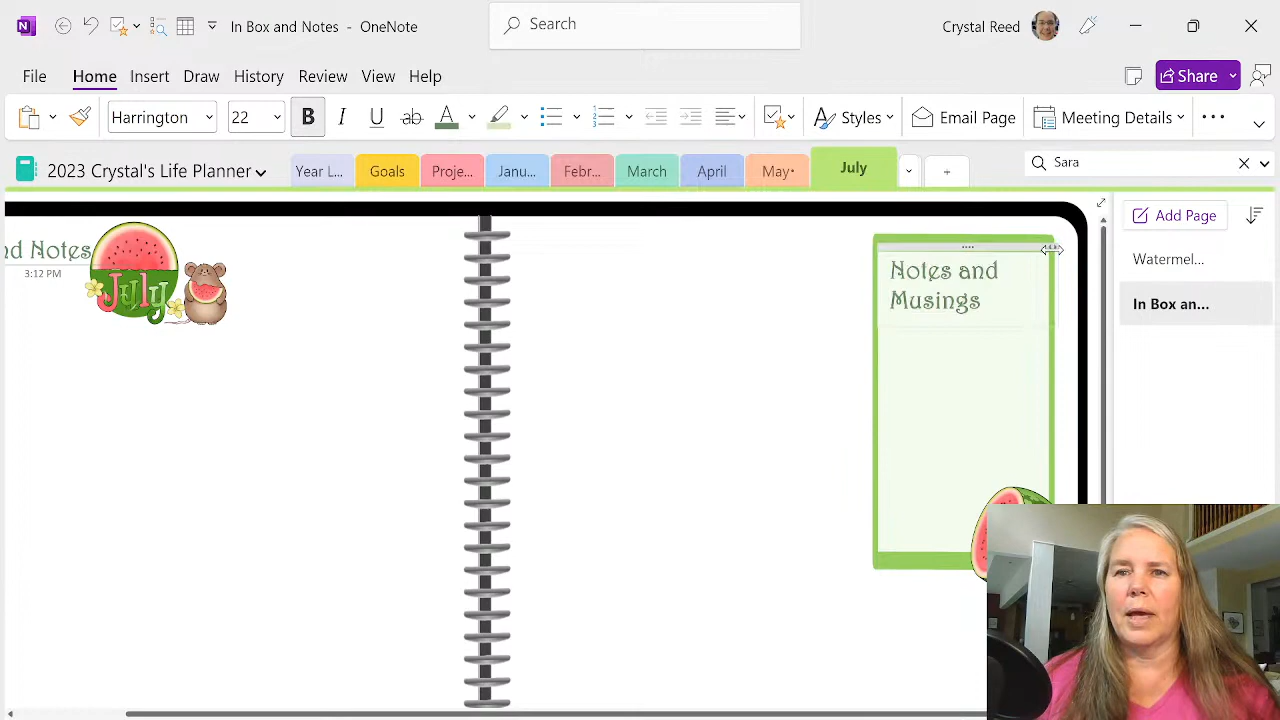 In Box and Notes - OneNote
Search
Crystal Reed
File
Home
Insert
Draw
History
Review
View
Help
Share
Harrington
22
B
I
U
ab
A
Styles
Email Page
Meeting Details
2023 Crystal's Life Planner
Year L...
Goals
Proje...
Janu...
Febr...
March
April
May
July
Sara
nd Notes
3:12 PM
July
Notes and
Musings
Add Page
Watermel...
In Box an...